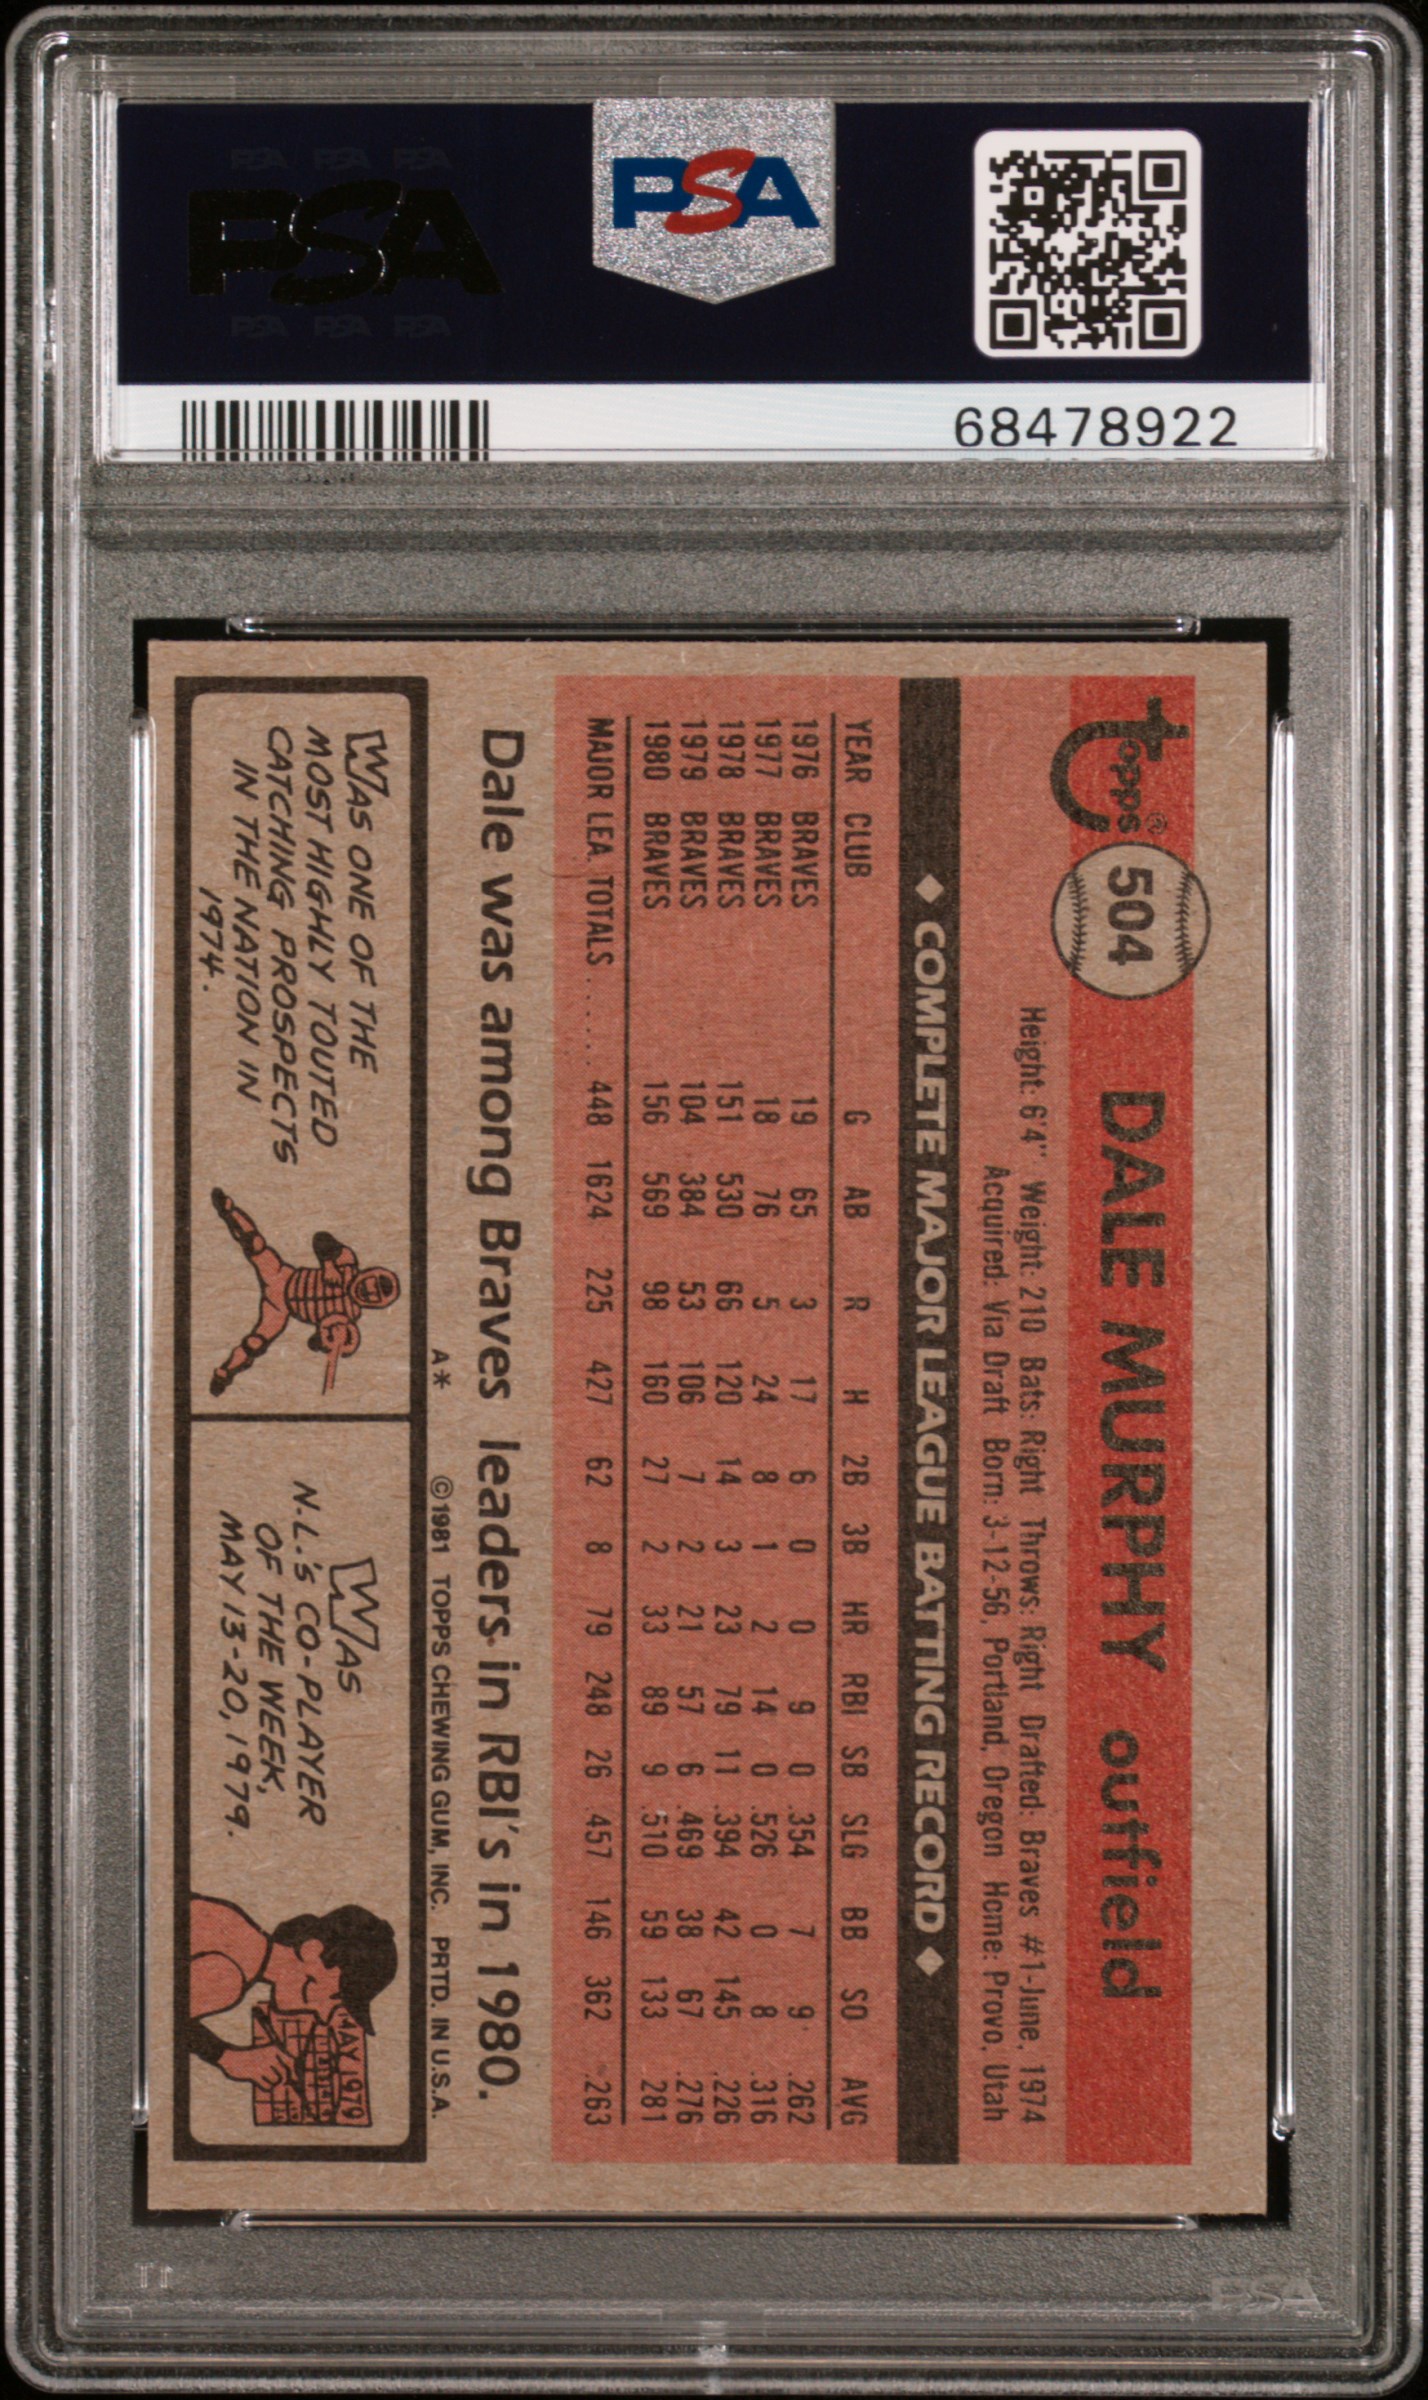 PSA PSA PSA
PSA
PSA PSA PSA
PSA
68478922
topps®
504
DALE MURPHY outfield
Height: 6'4" Weight: 210 Bats: Right Throws: Right Drafted: Braves #1-June, 1974
Acquired: Via Draft Born: 3-12-56, Portland, Oregon Home: Provo, Utah
◆ COMPLETE MAJOR LEAGUE BATTING RECORD ◆
YEAR CLUB G AB R H 2B 3B HR RBI SB SLG BB SO AVG
1976 BRAVES 19 65 3 17 6 0 0 9 0 .354 7 9 .262
1977 BRAVES 18 76 5 24 8 1 2 14 0 .526 0 8 .316
1978 BRAVES 151 530 66 120 14 3 23 79 11 .394 42 145 .226
1979 BRAVES 104 384 53 106 7 2 21 57 6 .469 38 67 .276
1980 BRAVES 156 569 98 160 27 2 33 89 9 .510 59 133 .281
MAJOR LEA. TOTALS ...... 448 1624 225 427 62 8 79 248 26 .457 146 362 .263
Dale was among Braves leaders in RBI's in 1980.
A* ©1981 TOPPS CHEWING GUM, INC. PRTD. IN U.S.A.
WAS ONE OF THE
MOST HIGHLY TOUTED
CATCHING PROSPECTS
IN THE NATION IN
1974.
WAS
N.L.'S CO-PLAYER
OF THE WEEK,
MAY 13-20, 1979.
MAY 1979
PSA